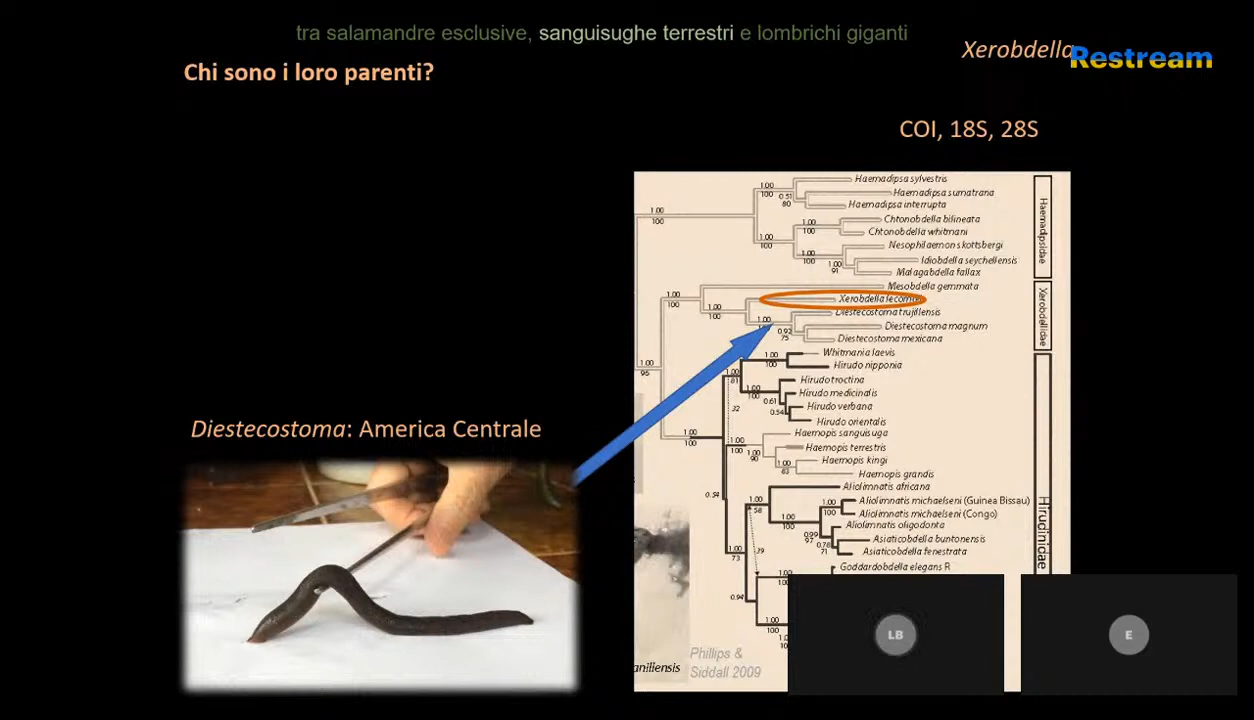 tra salamandre esclusive, sanguisughe terrestri e lombrichi giganti
Xerobdella
Restream
Chi sono i loro parenti?
COI, 18S, 28S
Haemadipsa sylvestris
Haemadipsa sumatrana
Haemadipsa interrupta
Chtonobdella bilineata
Chtonobdella whitmani
Nesophilaemon skottsbergi
Idiobdella seychellensis
Malagabdella fallax
Haemadipsidae
Mesobdella gemmata
Xerobdella lecom
Diestecostoma trujillensis
Diestecostoma magnum
Diestecostoma mexicana
Xerobdellidae
Whitmania laevis
Hirudo nipponia
Hirudo troctina
Hirudo medicinalis
Hirudo verbana
Hirudo orientalis
Haemopis sanguisuga
Haemopis terrestris
Haemopis kingi
Haemopis grandis
Aliolimnatis africana
Aliolimnatis michaelseni (Guinea Bissau)
Aliolimnatis michaelseni (Congo)
Aliolimnatis oligodonta
Asiaticobdella buntonensis
Asiaticobdella fenestrata
Goddardobdella elegans R
Hirudinidae
Diestecostoma: America Centrale
Phillips &
Siddall 2009
aniliensis
LB
E